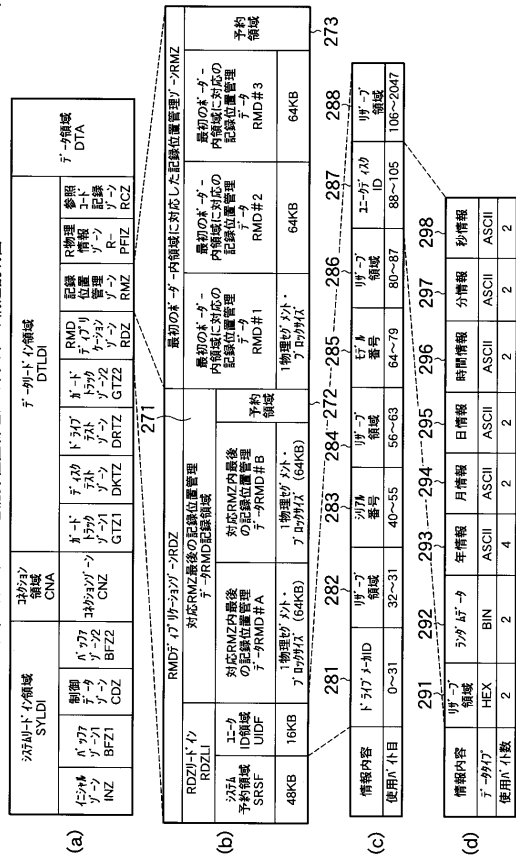 (a)
システムリードイン領域
SYLDI
コネクション
領域
CNA
データリードイン領域
DTLDI
データ領域
DTA
イニシャル
ゾーン
INZ
バッファ
ゾーン1
BFZ1
制御
データ
ゾーン
CDZ
バッファ
ゾーン2
BFZ2
コネクションゾーン
CNZ
ガード
トラック
ゾーン1
GTZ1
ディスク
テスト
ゾーン
DKTZ
ドライブ
テスト
ゾーン
DRTZ
ガード
トラック
ゾーン2
GTZ2
RMD
ディプリ
ケーション
ゾーン
RDZ
記録
位置
管理
ゾーン
RMZ
R物理
情報
ゾーン
R-
PFIZ
参照
コード
記録
ゾーン
RCZ
(b)
RMDディプリケーションゾーンRDZ
最初のボーダー内領域に対応した記録位置管理ゾーンRMZ
RDZリードイン
RDZLI
対応RMZ最後の記録位置管理
データRMD記録領域
271
システム
予約領域
SRSF
ユニーク
ID領域
UIDF
対応RMZ内最後
の記録位置管理
データRMD#A
対応RMZ内最後
の記録位置管理
データRMD#B
予約
領域
272
最初のボーダー
内領域に対応の
記録位置管理
データ
RMD#1
最初のボーダー
内領域に対応の
記録位置管理
データ
RMD#2
最初のボーダー
内領域に対応の
記録位置管理
データ
RMD#3
予約
領域
273
48KB
16KB
1物理セグメント・
ブロックサイズ(64KB)
1物理セグメント・
ブロックサイズ(64KB)
1物理セグメント・
ブロックサイズ
64KB
64KB
(c)
281
282
283
284
285
286
287
288
情報内容
ドライブメーカID
リザーブ
領域
シリアル
番号
リザーブ
領域
モデル
番号
リザーブ
領域
ユニークディスク
ID
リザーブ
領域
使用バイト目
0~31
32~31
40~55
56~63
64~79
80~87
88~105
106~2047
(d)
291
292
293
294
295
296
297
298
情報内容
リザーブ
領域
ランダムデータ
年情報
月情報
日情報
時間情報
分情報
秒情報
データタイプ
HEX
BIN
ASCII
ASCII
ASCII
ASCII
ASCII
ASCII
使用バイト数
2
2
4
2
2
2
2
2